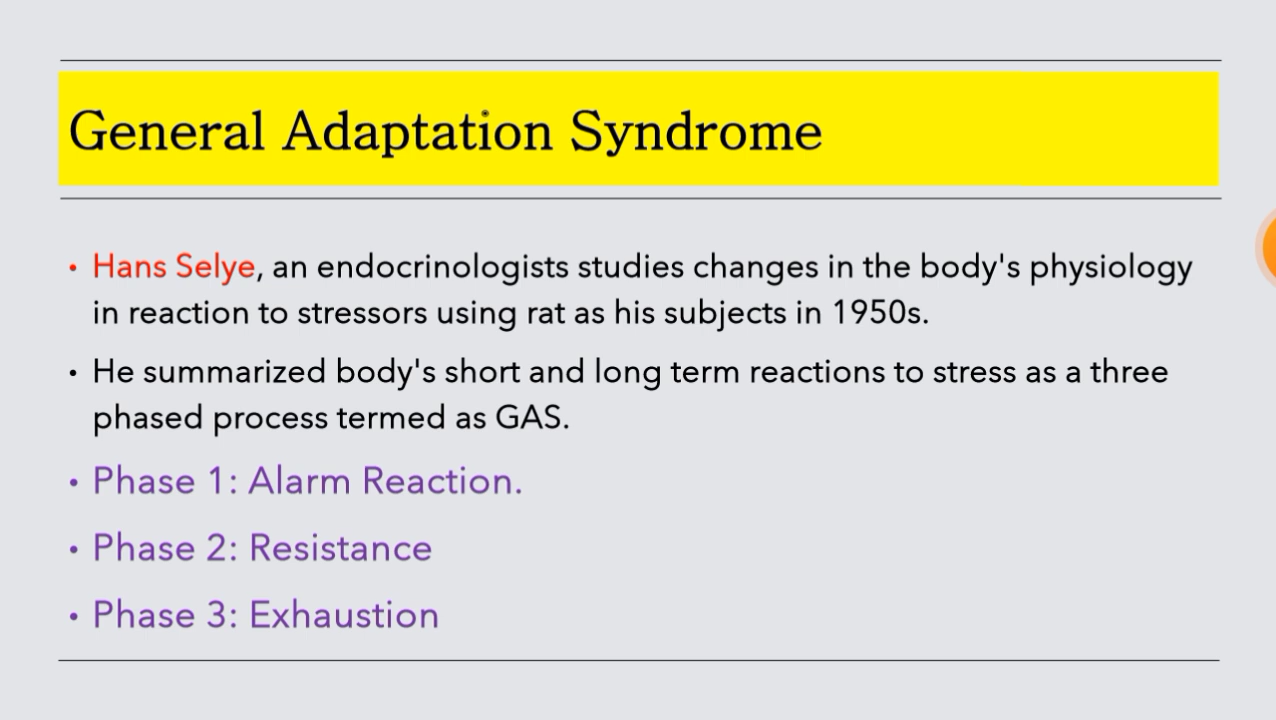 General Adaptation Syndrome
• Hans Selye, an endocrinologists studies changes in the body's physiology
in reaction to stressors using rat as his subjects in 1950s.
• He summarized body's short and long term reactions to stress as a three
phased process termed as GAS.
• Phase 1: Alarm Reaction.
• Phase 2: Resistance
• Phase 3: Exhaustion